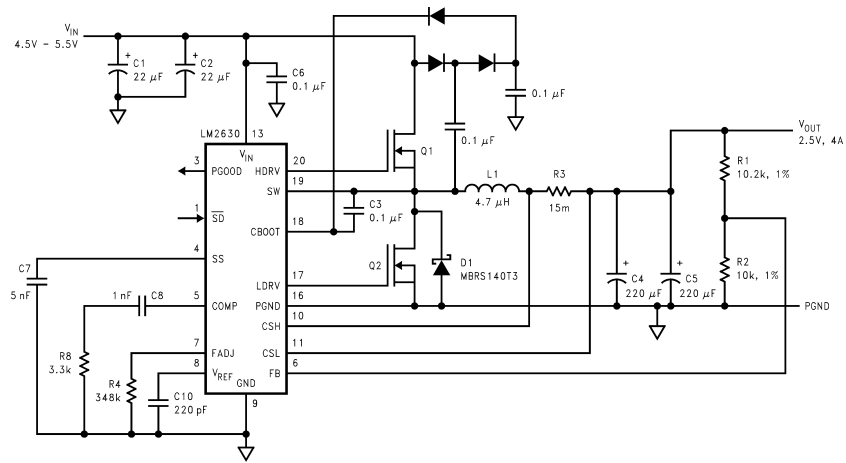 V_IN
4.5V – 5.5V
C1
22 μF
C2
22 μF
C6
0.1 μF
0.1 μF
0.1 μF
V_OUT
2.5V, 4A
LM2630
13
V_IN
3
PGOOD
HDRV
20
Q1
19
SW
L1
4.7 μH
R3
15m
R1
10.2k, 1%
1
SD
C3
0.1 μF
CBOOT
18
4
SS
C7
5 nF
Q2
D1
MBRS140T3
R2
10k, 1%
LDRV
17
C4
220 μF
C5
220 μF
1 nF
C8
5
COMP
PGND
16
PGND
CSH
10
R8
3.3k
7
FADJ
CSL
11
8
V_REF
FB
6
R4
348k
GND
C10
220 pF
9